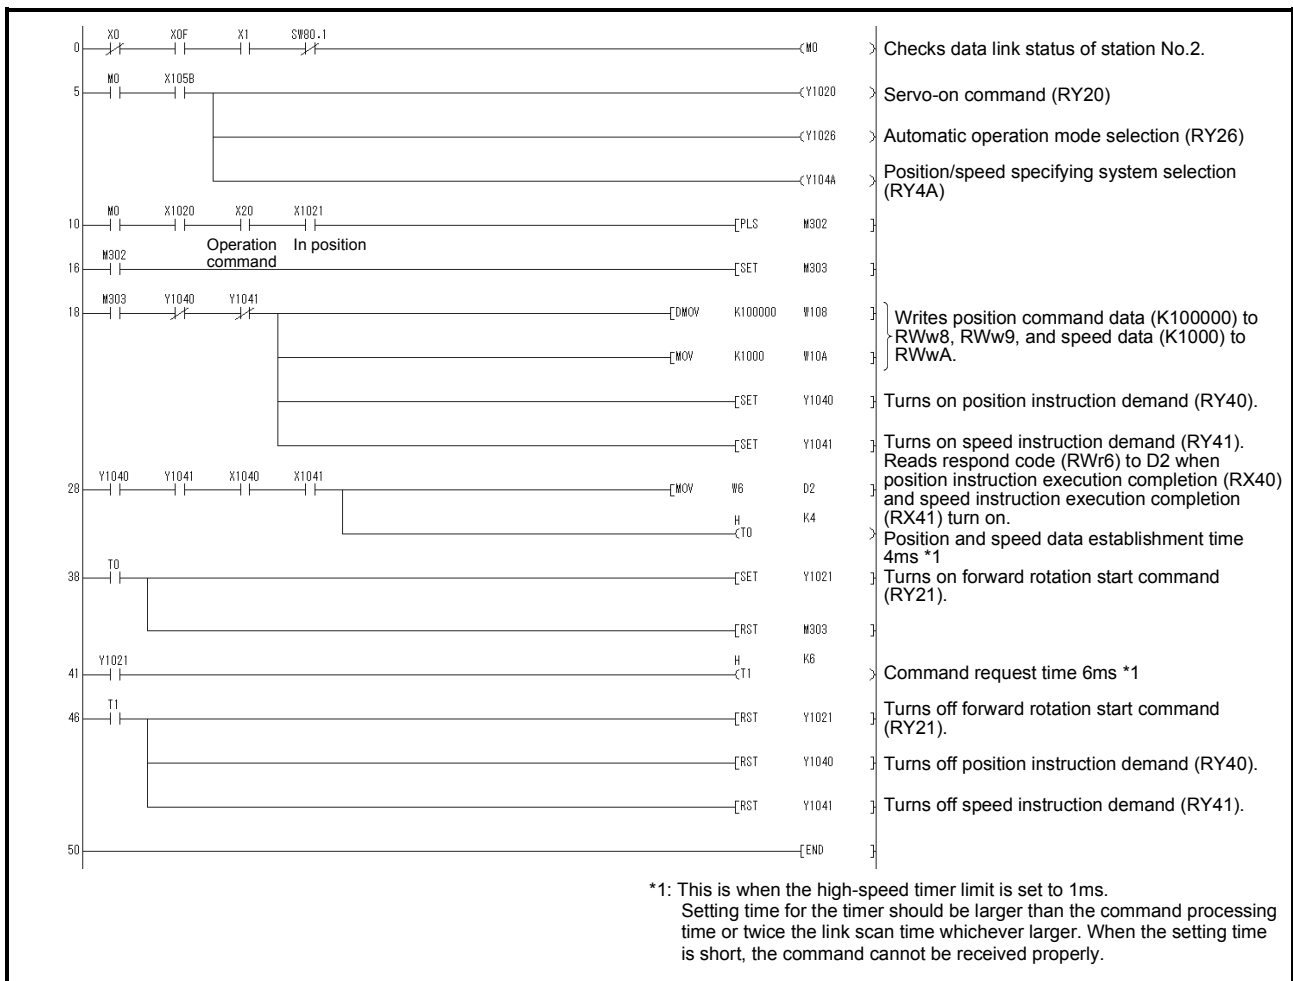 X0 X0F X1 SW80.1
0 M0 Checks data link status of station No.2.
M0 X105B
5 Y1020 Servo-on command (RY20)
Y1026 Automatic operation mode selection (RY26)
Y104A Position/speed specifying system selection
(RY4A)
M0 X1020 X20 X1021
10 PLS M302
Operation command In position
M302
16 SET M303
M303 Y1040 Y1041
18 DMOV K100000 W108
Writes position command data (K100000) to
RWw8, RWw9, and speed data (K1000) to
RWwA.
MOV K1000 W10A
SET Y1040 Turns on position instruction demand (RY40).
SET Y1041 Turns on speed instruction demand (RY41).
Y1040 Y1041 X1040 X1041
28 MOV W6 D2
Reads respond code (RWr6) to D2 when
position instruction execution completion (RX40)
and speed instruction execution completion
(RX41) turn on.
H K4
T0
Position and speed data establishment time
4ms *1
T0
38 SET Y1021 Turns on forward rotation start command
(RY21).
RST M303
Y1021 H K6
41 T1 Command request time 6ms *1
T1
46 RST Y1021 Turns off forward rotation start command
(RY21).
RST Y1040 Turns off position instruction demand (RY40).
RST Y1041 Turns off speed instruction demand (RY41).
50 END
*1: This is when the high-speed timer limit is set to 1ms.
Setting time for the timer should be larger than the command processing
time or twice the link scan time whichever larger. When the setting time
is short, the command cannot be received properly.